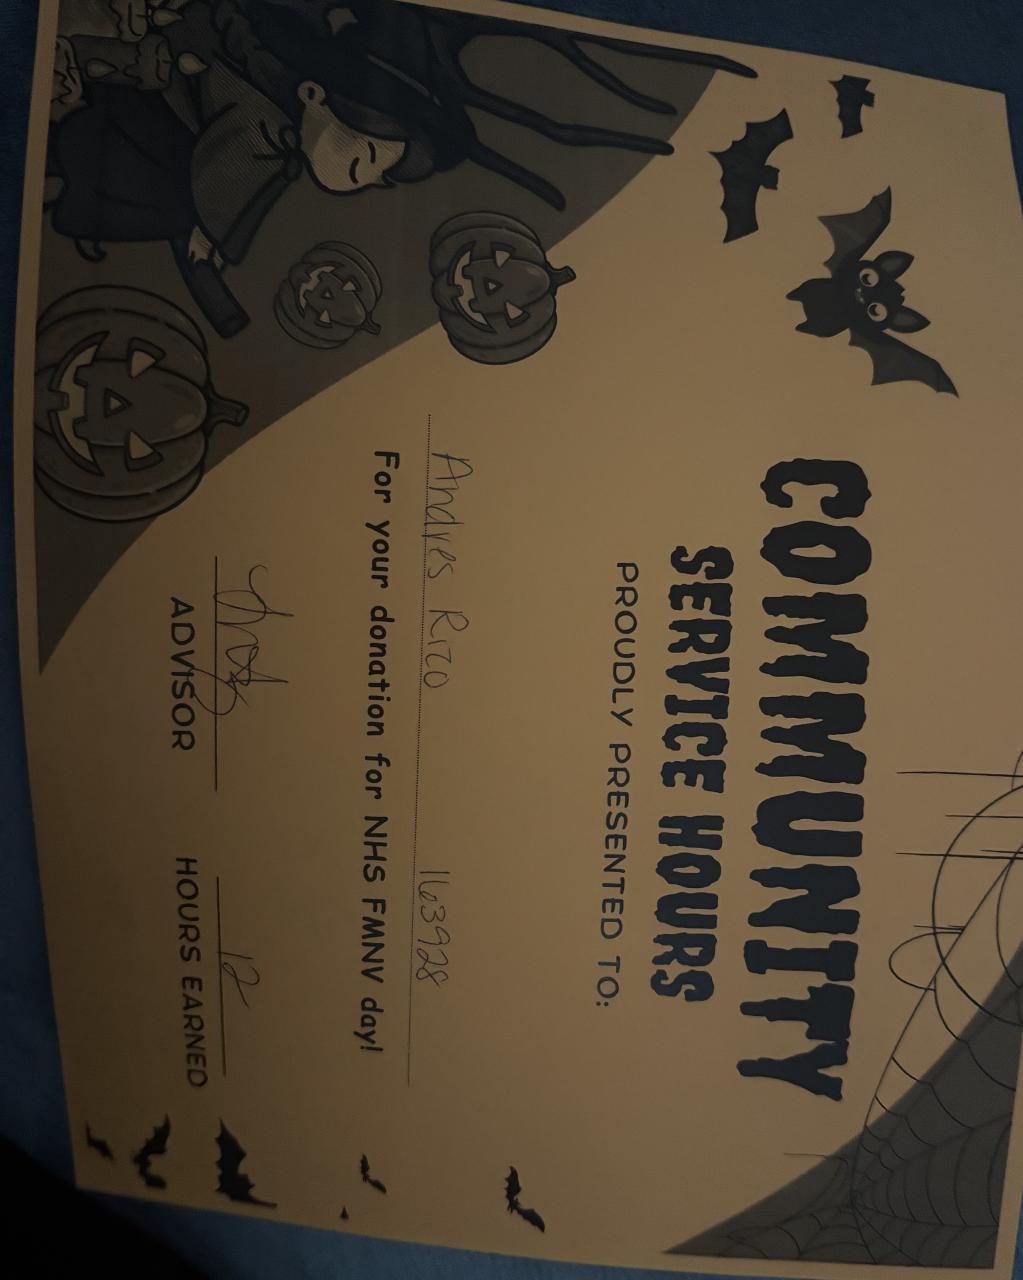 COMMUNITY
SERVICE HOURS
PROUDLY PRESENTED TO:
Andres Rizo 163928
For your donation for NHS FMNV day!
12
ADVISOR HOURS EARNED